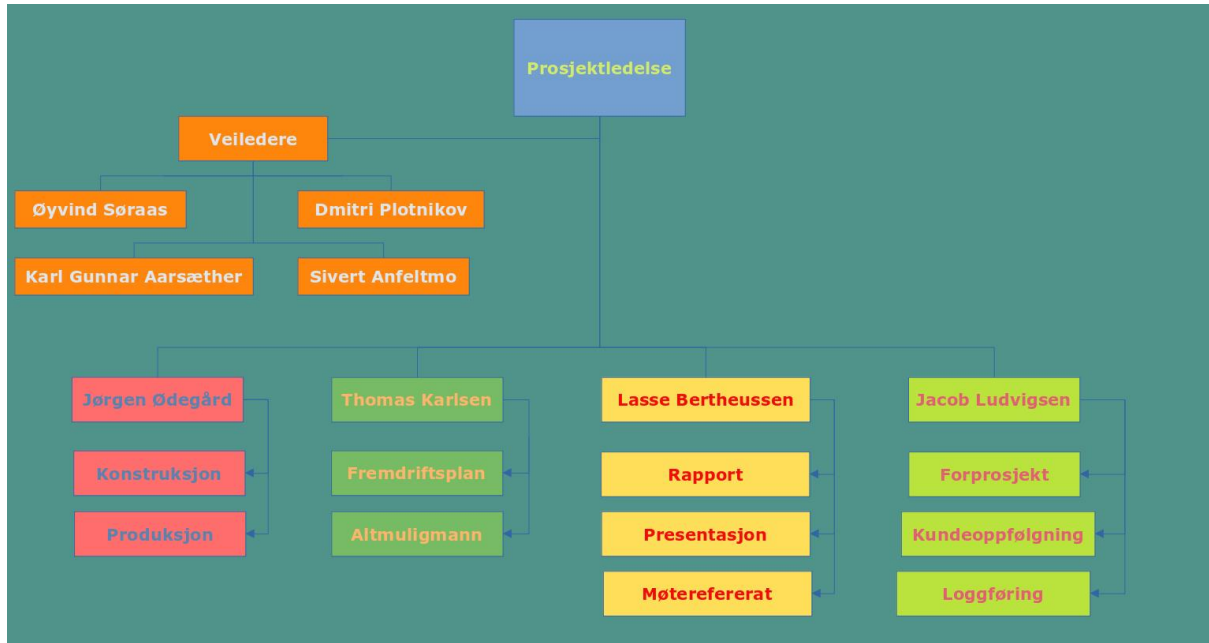 Prosjektledelse
Veiledere
Øyvind Søraas
Dmitri Plotnikov
Karl Gunnar Aarsæther
Sivert Anfeltmo
Jørgen Ødegård
Thomas Karlsen
Lasse Bertheussen
Jacob Ludvigsen
Konstruksjon
Fremdriftsplan
Rapport
Forprosjekt
Produksjon
Altmuligmann
Presentasjon
Kundeoppfølgning
Møterefererat
Loggføring